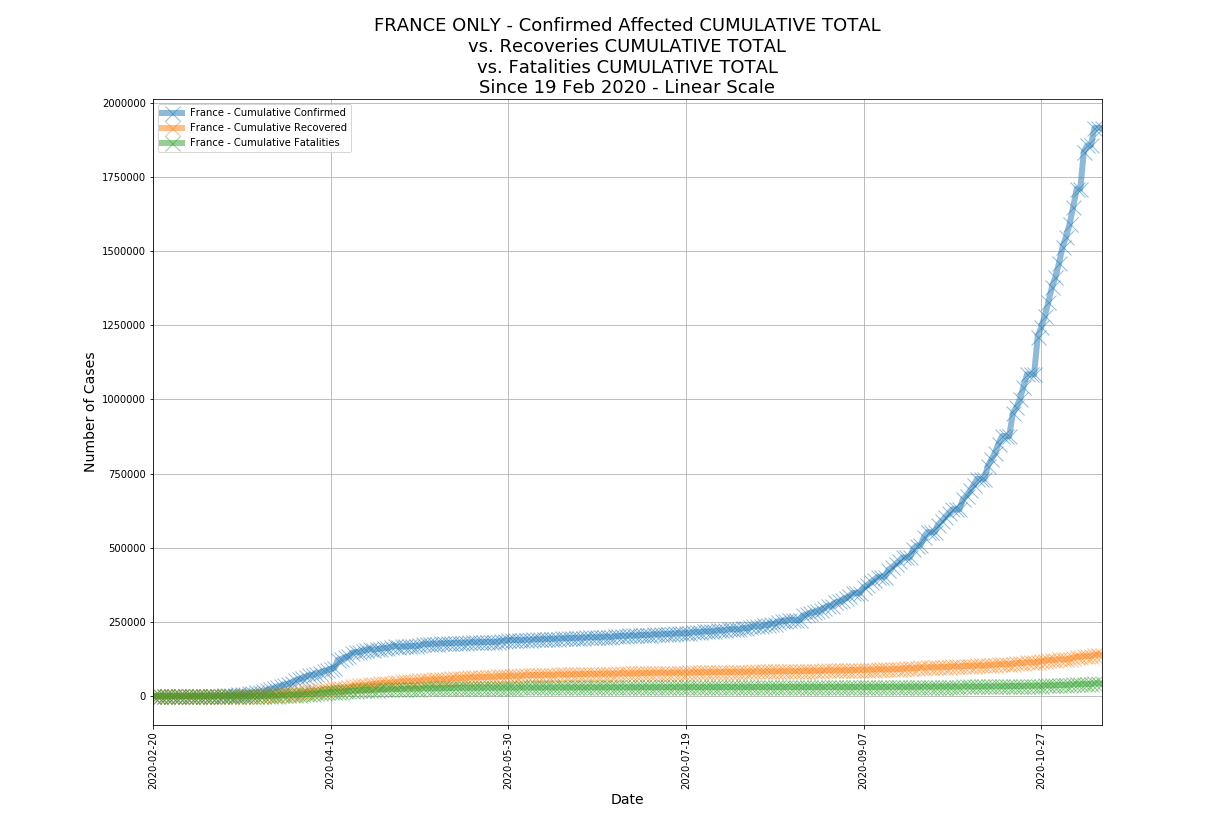 FRANCE ONLY - Confirmed Affected CUMULATIVE TOTAL
vs. Recoveries CUMULATIVE TOTAL
vs. Fatalities CUMULATIVE TOTAL
Since 19 Feb 2020 - Linear Scale
France - Cumulative Confirmed
France - Cumulative Recovered
France - Cumulative Fatalities
Number of Cases
2000000
1750000
1500000
1250000
1000000
750000
500000
250000
0
2020-02-20
2020-04-10
2020-05-30
2020-07-19
2020-09-07
2020-10-27
Date